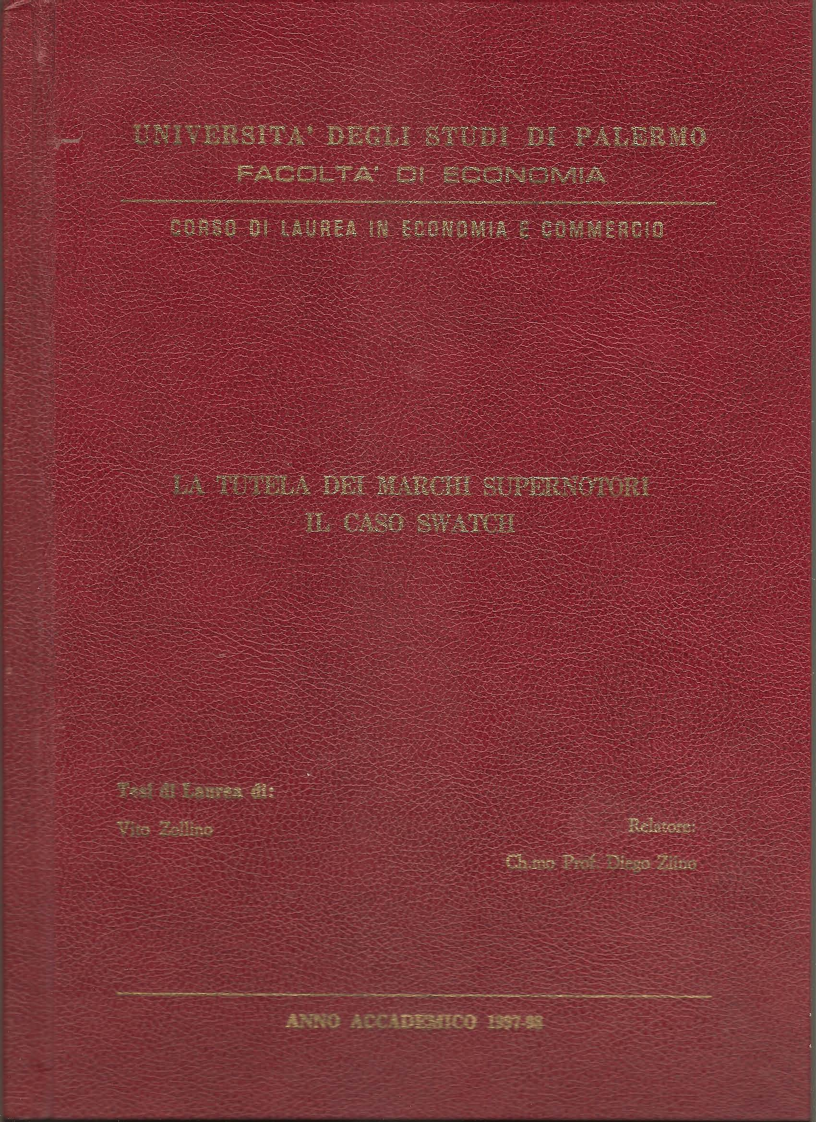 UNIVERSITA' DEGLI STUDI DI PALERMO
FACOLTA' DI ECONOMIA
CORSO DI LAUREA IN ECONOMIA E COMMERCIO
LA TUTELA DEI MARCHI SUPERNOTORI
IL CASO SWATCH
Tesi di Laurea di:
Vito Zollino
Relatore:
Ch.mo Prof. Diego Ziino
ANNO ACCADEMICO 1997-98